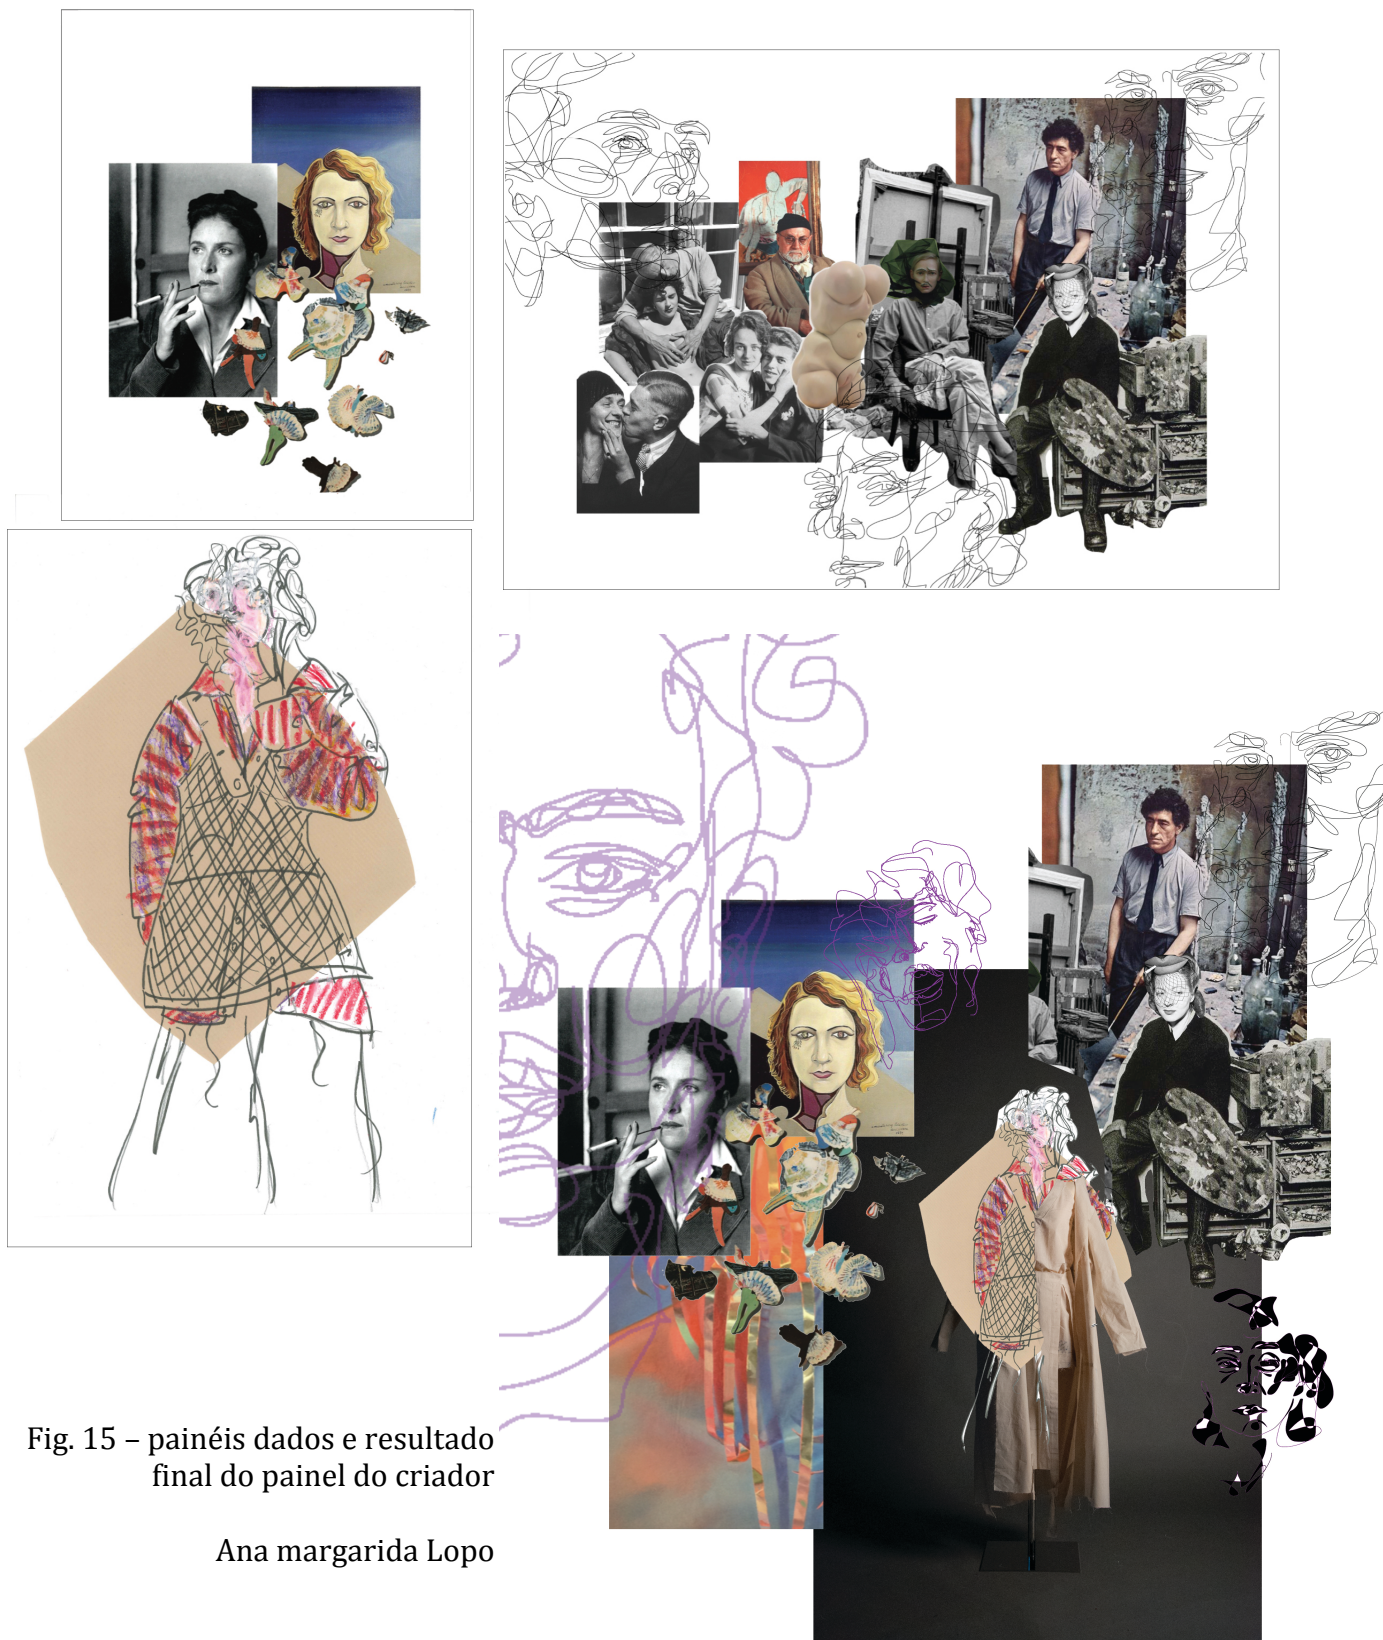 Fig. 15 – painéis dados e resultado
final do painel do criador
Ana margarida Lopo